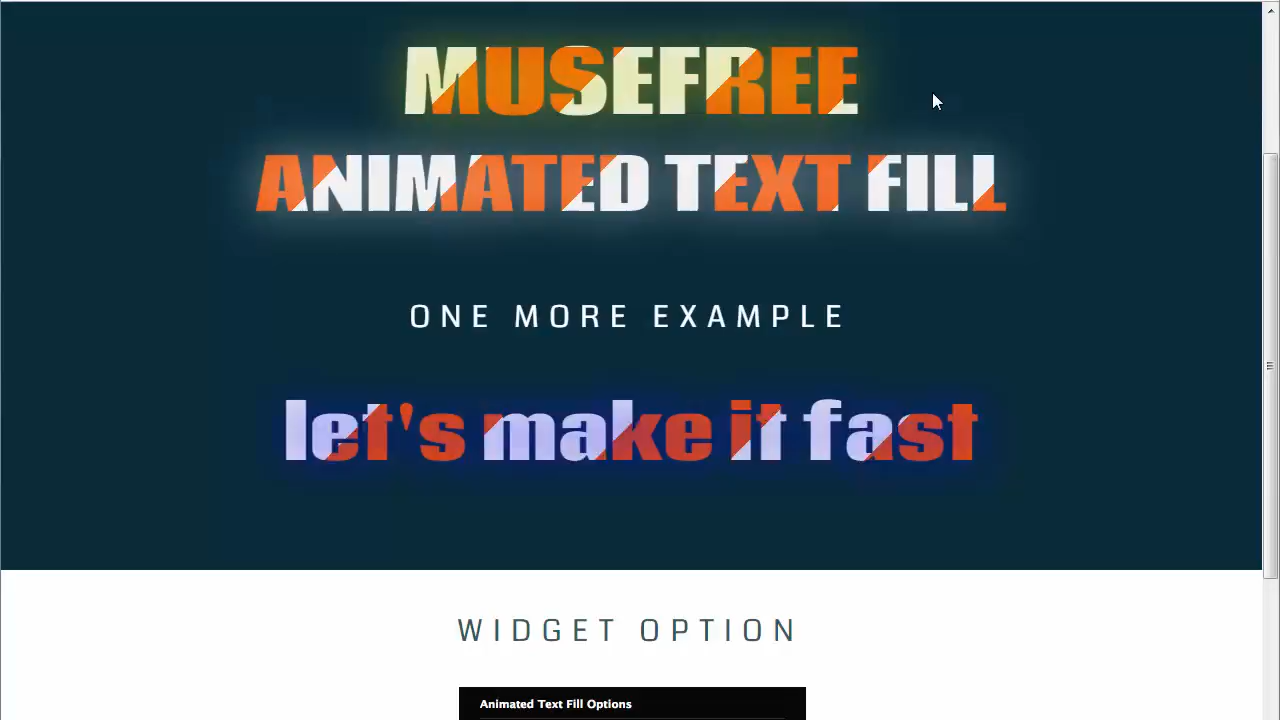 MUSEFREE
ANIMATED TEXT FILL
ONE MORE EXAMPLE
let's make it fast
WIDGET OPTION
Animated Text Fill Options